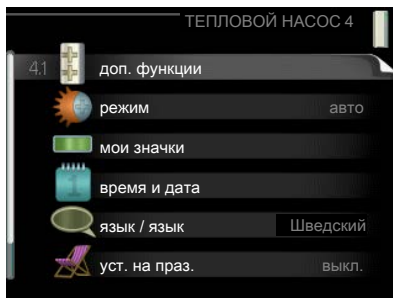 ТЕПЛОВОЙ НАСОС 4
4.1 доп. функции
режим авто
мои значки
время и дата
язык / язык Шведский
уст. на праз. выкл.